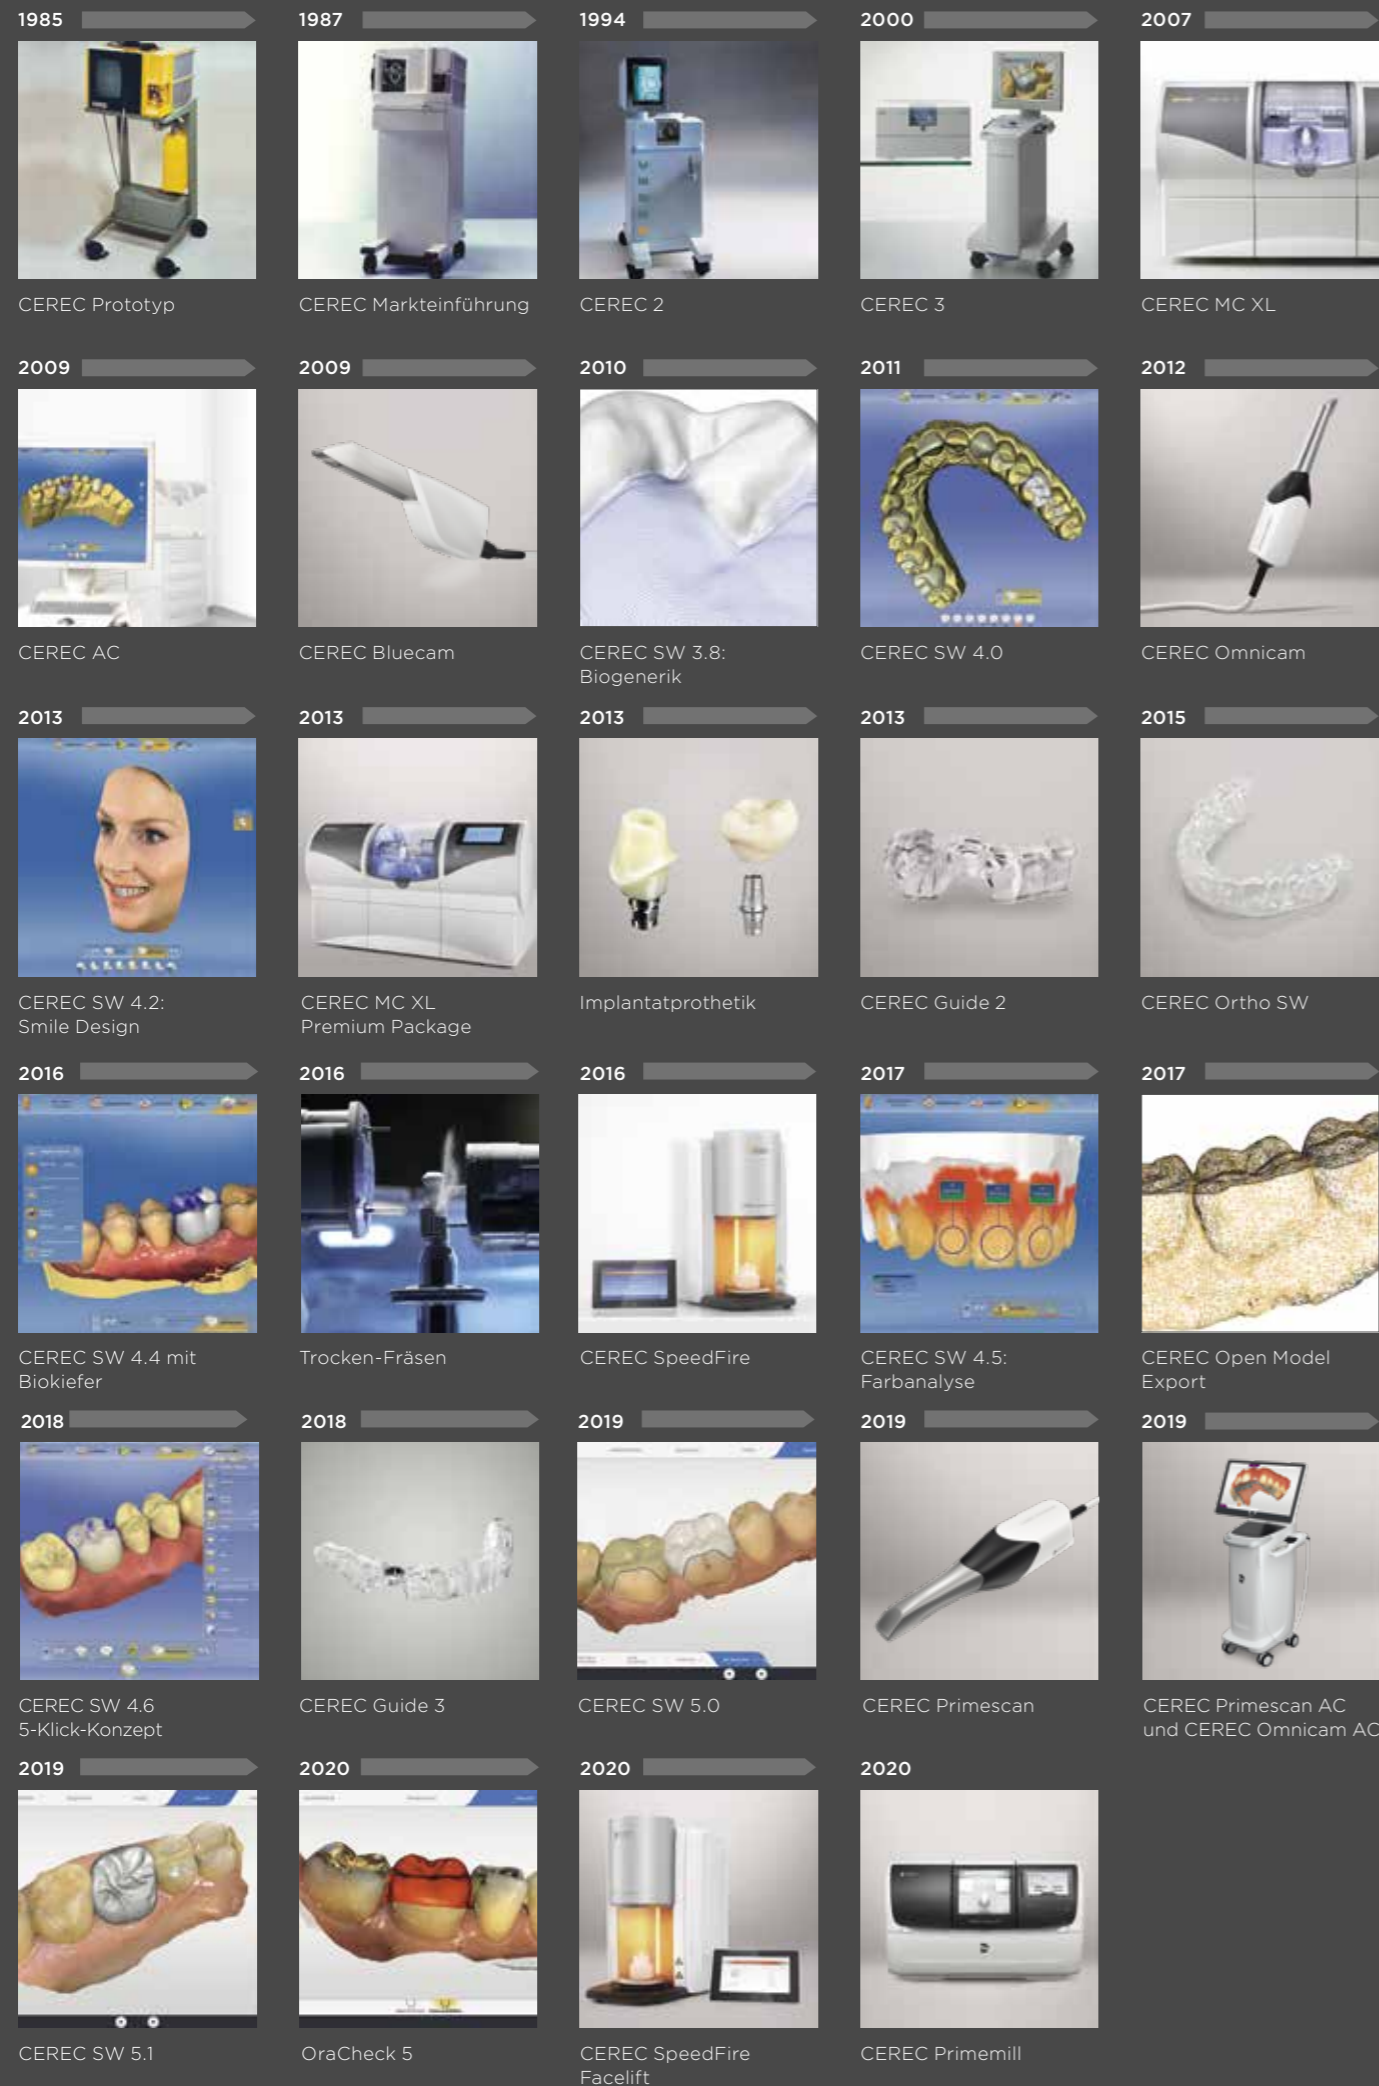 1985
1987
1994
2000
2007
CEREC Prototyp
CEREC Markteinführung
CEREC 2
CEREC 3
CEREC MC XL
2009
2009
2010
2011
2012
CEREC AC
CEREC Bluecam
CEREC SW 3.8:
Biogenerik
CEREC SW 4.0
CEREC Omnicam
2013
2013
2013
2013
2015
CEREC SW 4.2:
Smile Design
CEREC MC XL
Premium Package
Implantatprothetik
CEREC Guide 2
CEREC Ortho SW
2016
2016
2016
2017
2017
CEREC SW 4.4 mit
Biokiefer
Trocken-Fräsen
CEREC SpeedFire
CEREC SW 4.5:
Farbanalyse
CEREC Open Model
Export
2018
2018
2019
2019
2019
CEREC SW 4.6
5-Klick-Konzept
CEREC Guide 3
CEREC SW 5.0
CEREC Primescan
CEREC Primescan AC
und CEREC Omnicam AC
2019
2020
2020
2020
CEREC SW 5.1
OraCheck 5
CEREC SpeedFire
Facelift
CEREC Primemill